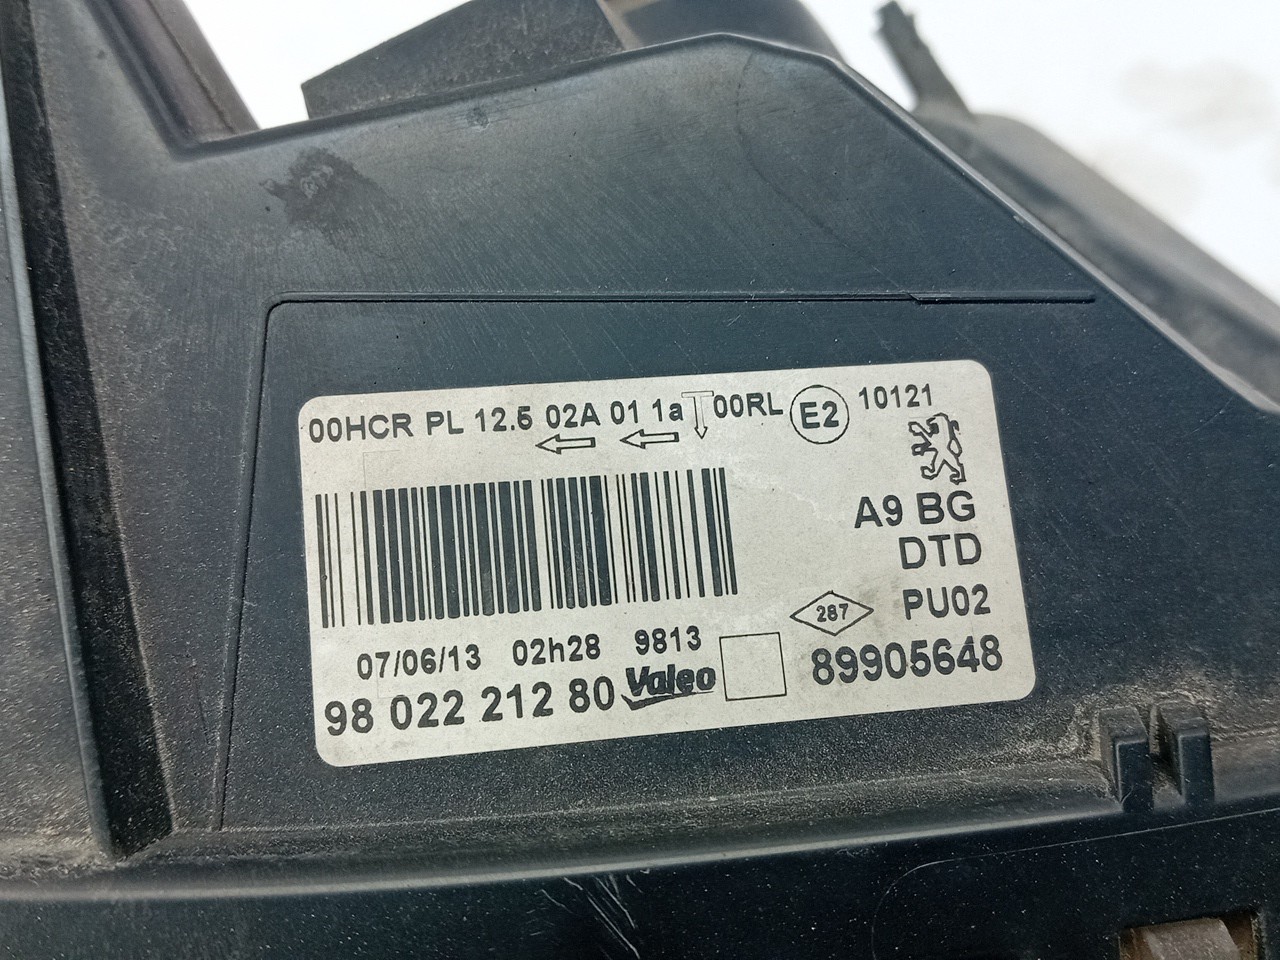 00HCR PL 12.5 02A 01 1a 00RL E2 10121
A9 BG
DTD
287 PU02
07/06/13 02h28 9813
98 022 212 80 Valeo 89905648